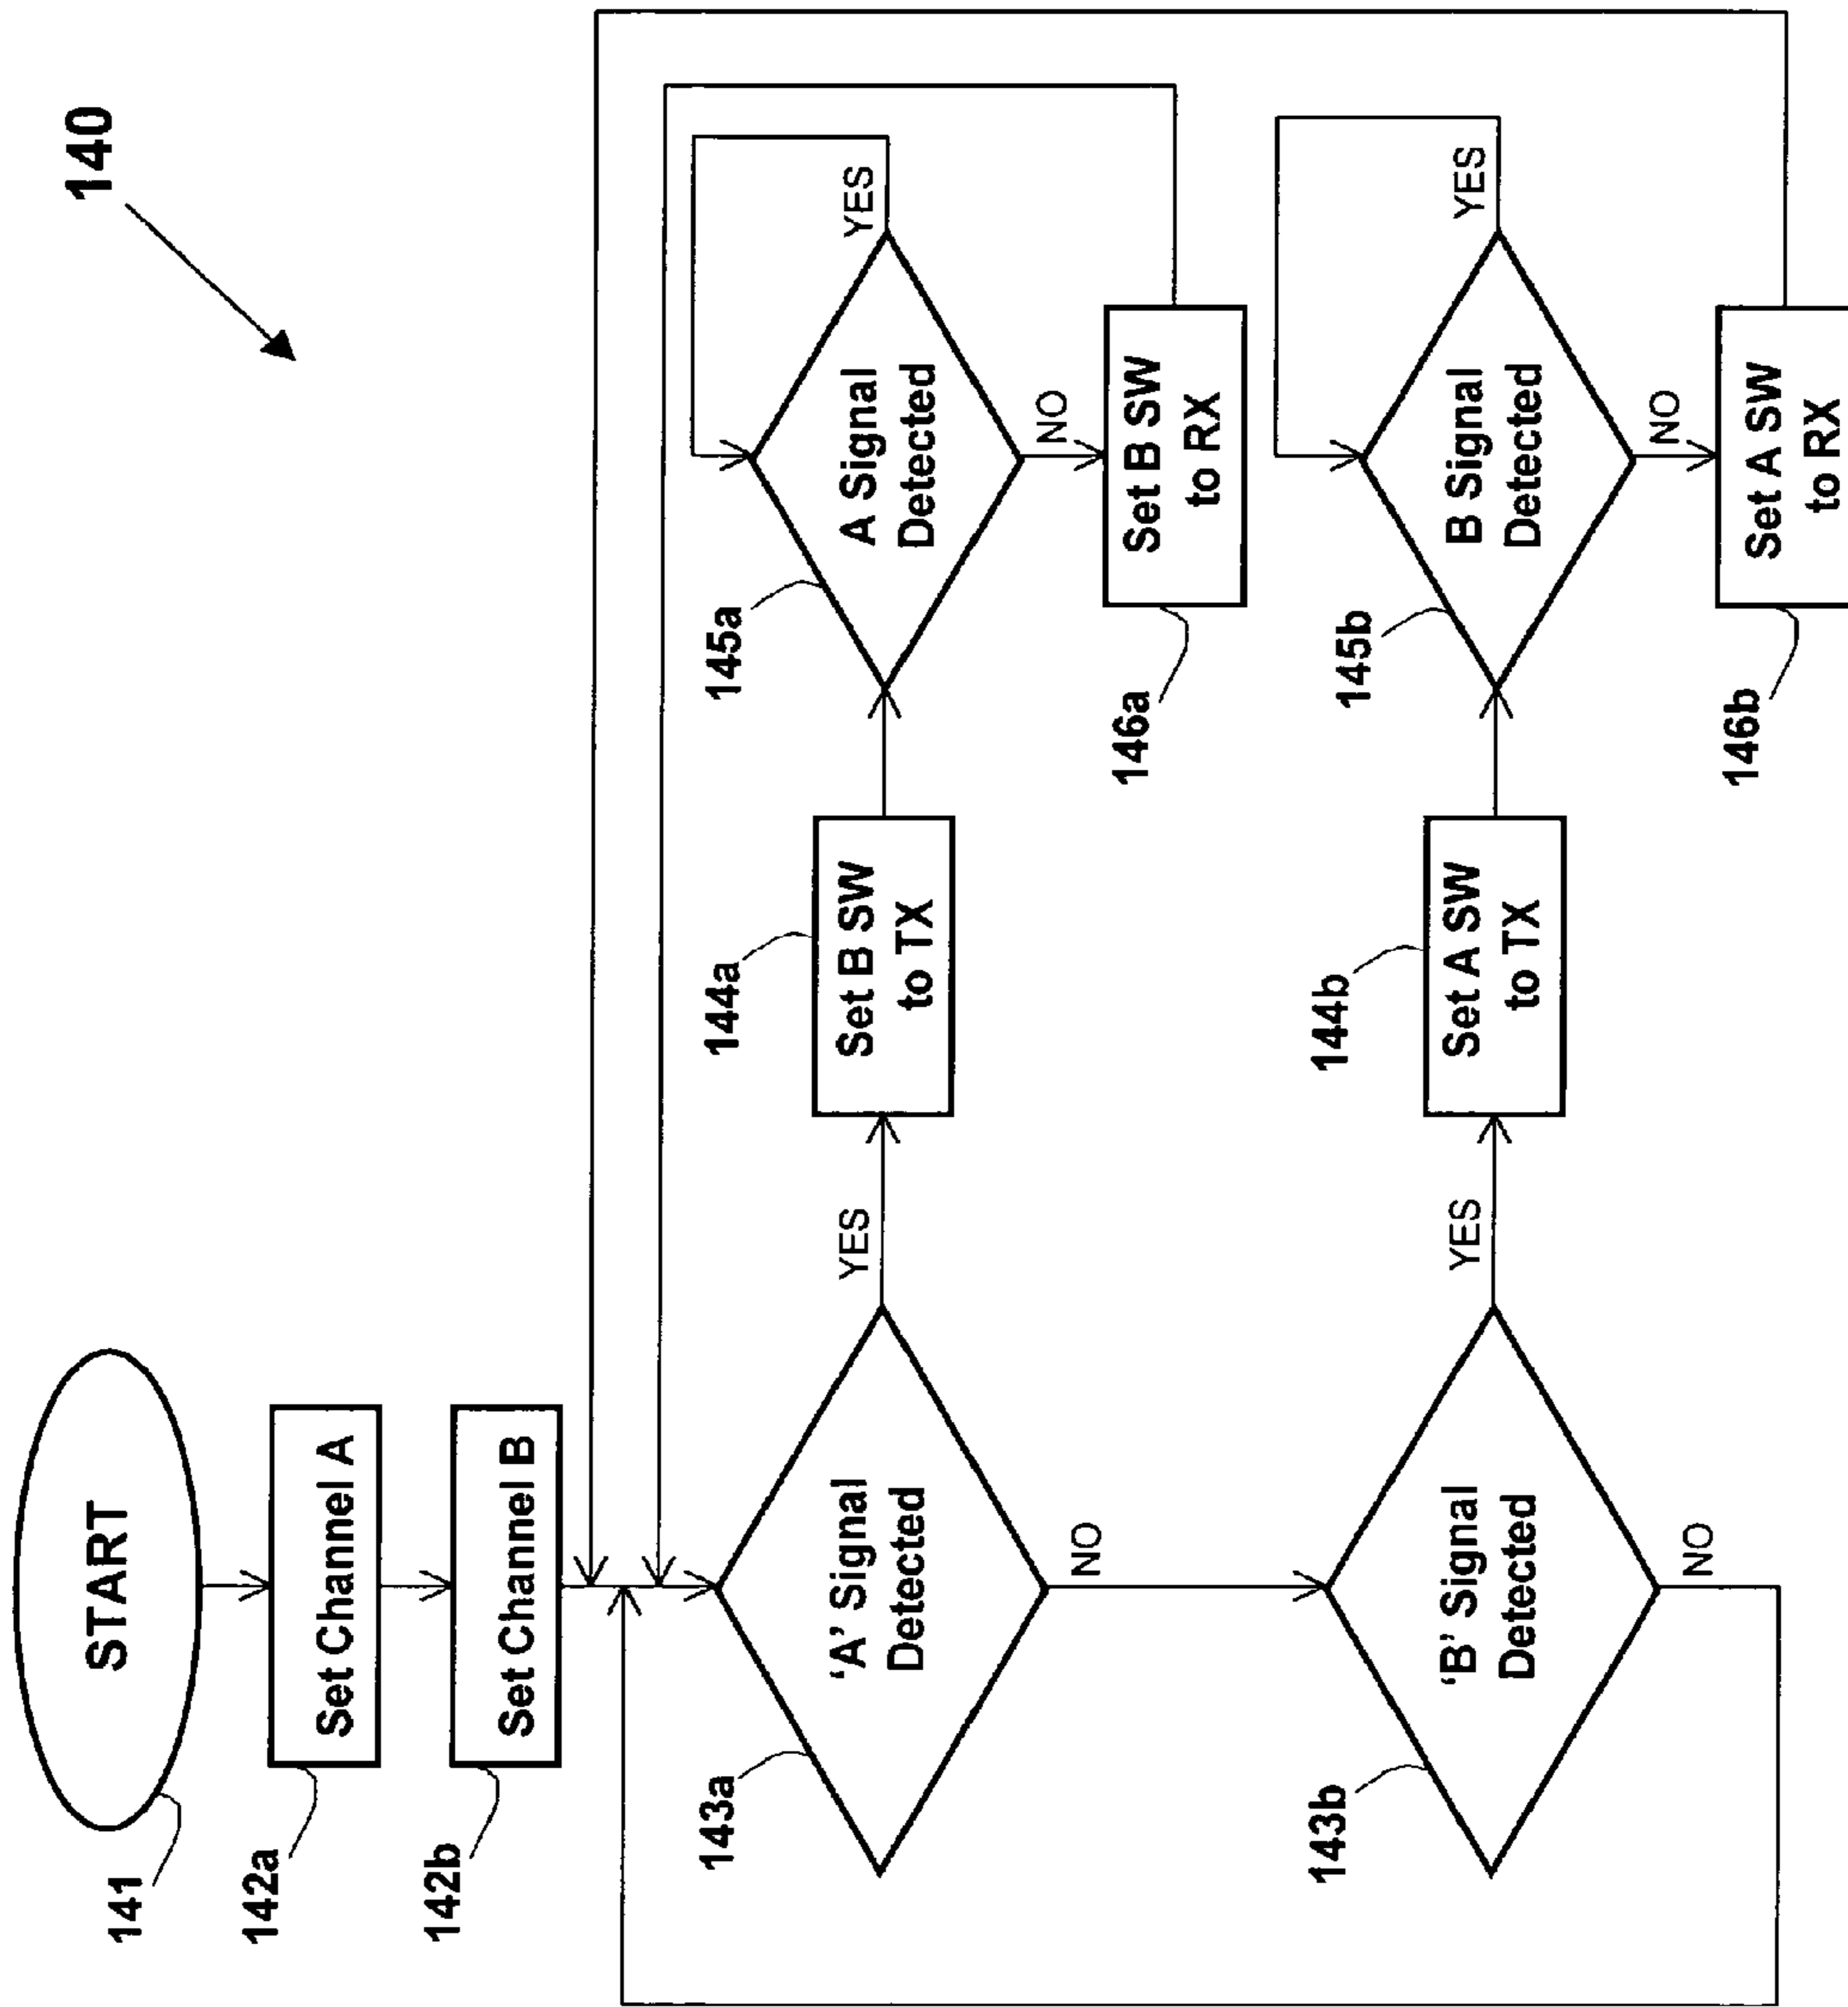 140
START
141
Set Channel A
142a
Set Channel B
142b
'A' Signal
Detected
143a
YES
NO
Set B SW
to TX
144a
A Signal
Detected
145a
YES
NO
Set B SW
to RX
146a
'B' Signal
Detected
143b
YES
NO
Set A SW
to TX
144b
B Signal
Detected
145b
YES
NO
Set A SW
to RX
146b